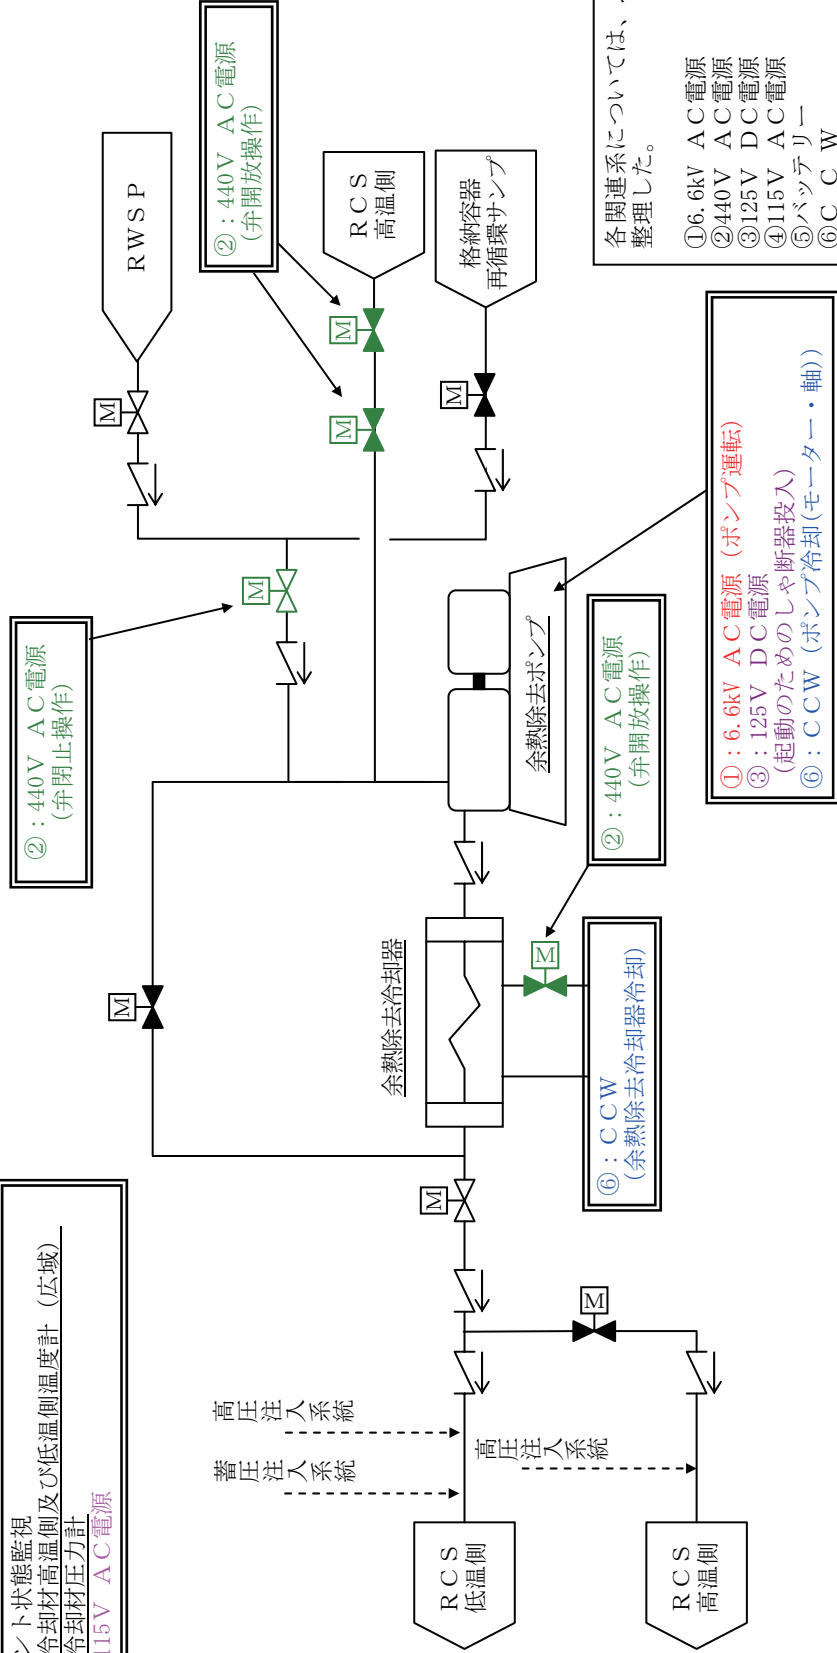 ント状態監視
冷却材高温側及び低温側温度計（広域）
冷却材圧力計
115V AC電源
②：440V AC電源
(弁閉止操作)
M
M
RWSP
M
②：440V AC電源
(弁開放操作)
高圧注入系統
蓄圧注入系統
M
M
M
RCS
高温側
余熱除去冷却器
M
RCS
低温側
M
格納容器
再循環サンプ
高圧注入系統
余熱除去ポンプ
M
M
②：440V AC電源
(弁開放操作)
⑥：CCW
(余熱除去冷却器冷却)
RCS
高温側
①：6.6kV AC電源（ポンプ運転）
③：125V DC電源
(起動のためのしゃ断器投入)
⑥：CCW（ポンプ冷却(モーター・軸)）
各関連系については、
整理した。
①6.6kV AC電源
②440V AC電源
③125V DC電源
④115V AC電源
⑤バッテリー
⑥C C W